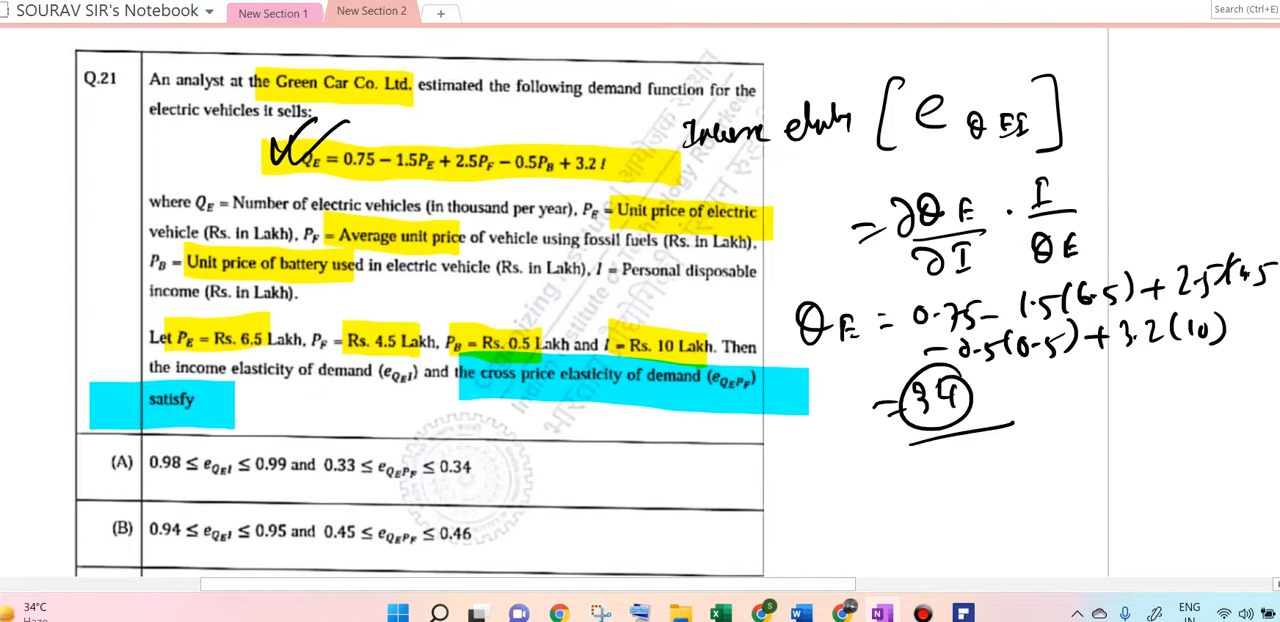 SOURAV SIR's Notebook
New Section 1
New Section 2
+
Search (Ctrl+E)
Q.21
An analyst at the Green Car Co. Ltd. estimated the following demand function for the
electric vehicles it sells:
Q_E = 0.75 − 1.5P_E + 2.5P_F − 0.5P_B + 3.2 I
where Q_E = Number of electric vehicles (in thousand per year), P_E = Unit price of electric
vehicle (Rs. in Lakh), P_F = Average unit price of vehicle using fossil fuels (Rs. in Lakh),
P_B = Unit price of battery used in electric vehicle (Rs. in Lakh), I = Personal disposable
income (Rs. in Lakh).
Let P_E = Rs. 6.5 Lakh, P_F = Rs. 4.5 Lakh, P_B = Rs. 0.5 Lakh and I = Rs. 10 Lakh. Then
the income elasticity of demand (e_{Q_E I}) and the cross price elasticity of demand (e_{Q_E P_F})
satisfy
(A) 0.98 ≤ e_{Q_E I} ≤ 0.99 and 0.33 ≤ e_{Q_E P_F} ≤ 0.34
(B) 0.94 ≤ e_{Q_E I} ≤ 0.95 and 0.45 ≤ e_{Q_E P_F} ≤ 0.46
[e_{Q EI}]
= ∂Q_E / ∂I · I / Q_E
Q_E = 0.75 − 1.5(6.5) + 2.5×4.5
− 0.5(0.5) + 3.2(10)
= 34
34°C
Haze
ENG
IN